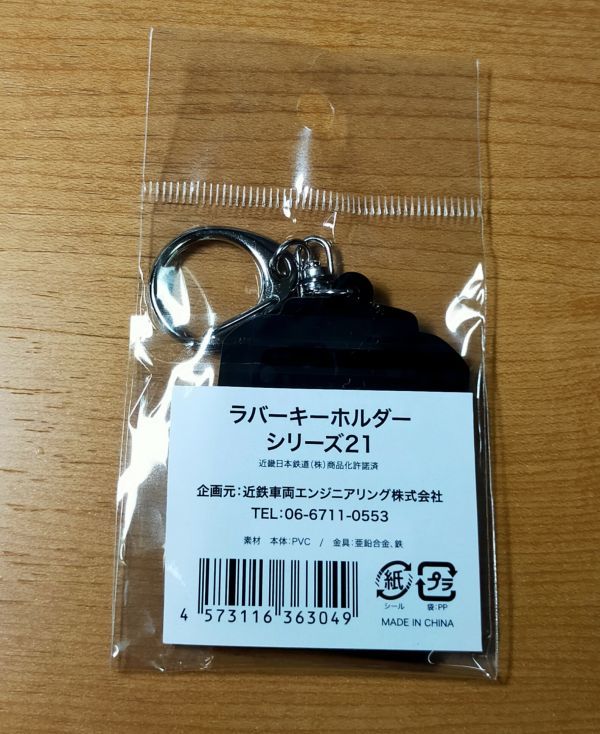 ラバーキーホルダー
シリーズ21
近畿日本鉄道(株)商品化許諾済
企画元:近鉄車両エンジニアリング株式会社
TEL:06-6711-0553
素材 本体:PVC / 金具:亜鉛合金、鉄
紙 プラ
シール 袋:PP
4 573116 363049
MADE IN CHINA